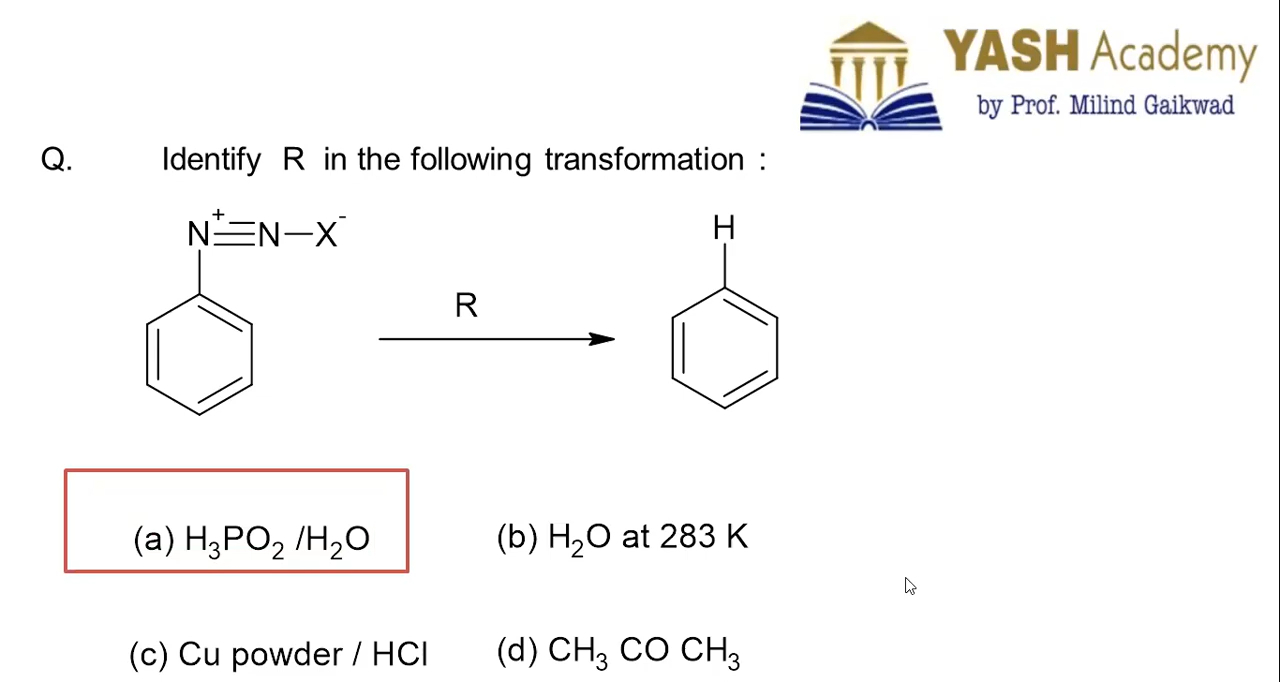 YASH Academy
by Prof. Milind Gaikwad
Q. Identify R in the following transformation :
N⁺≡N–X⁻
H
R
(a) H₃PO₂ /H₂O (b) H₂O at 283 K
(c) Cu powder / HCl (d) CH₃ CO CH₃